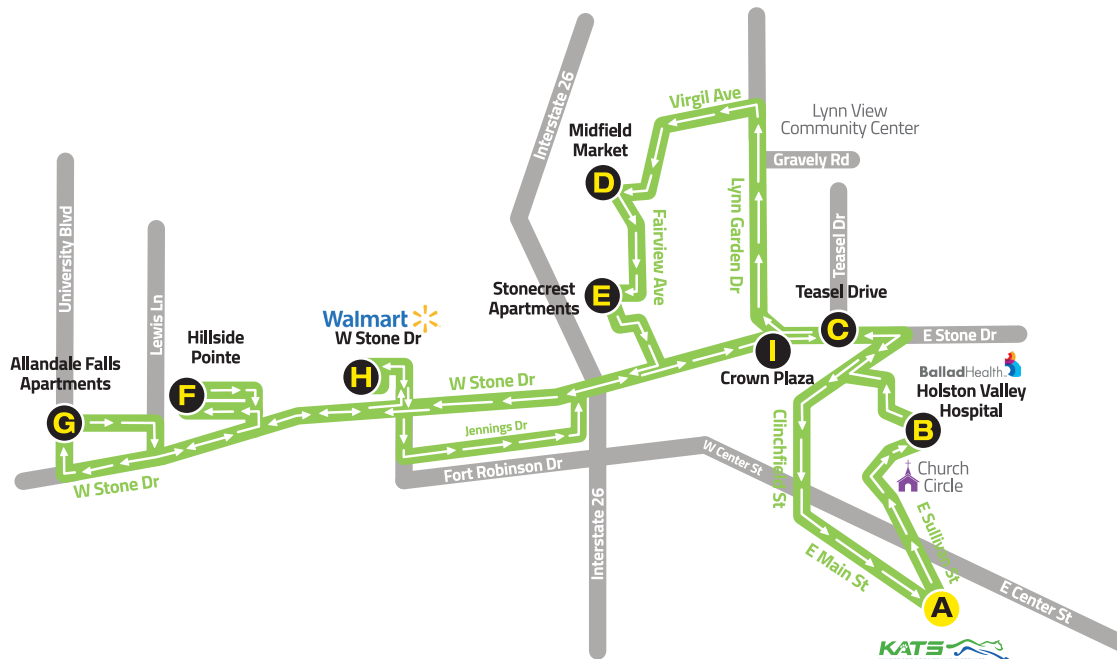 Interstate 26
Virgil Ave
Lynn View
Community Center
Midfield
Market
Gravely Rd
D
University Blvd
Lynn Garden Dr
Teasel Dr
Fairview Ave
Lewis Ln
Stonecrest
Apartments
E
Teasel Drive
C
Walmart
W Stone Dr
Hillside
Pointe
E Stone Dr
I
Crown Plaza
Allandale Falls
Apartments
H
F
W Stone Dr
BalladHealth
Holston Valley
Hospital
G
Jennings Dr
Clinchfield St
B
W Center St
Fort Robinson Dr
Church
Circle
W Stone Dr
Interstate 26
E Sullivan St
E Main St
E Center St
A
KATS